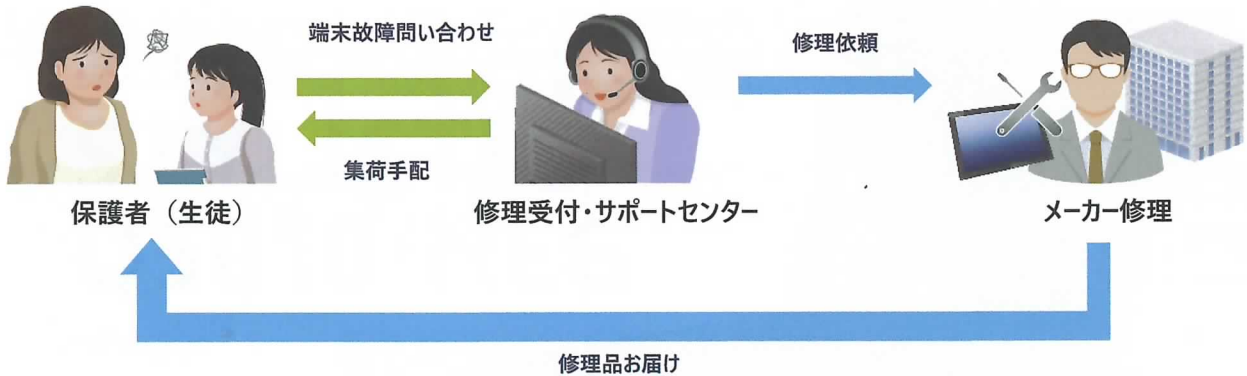 端末故障問い合わせ
修理依頼
集荷手配
保護者（生徒）
修理受付・サポートセンター
メーカー修理
修理品お届け